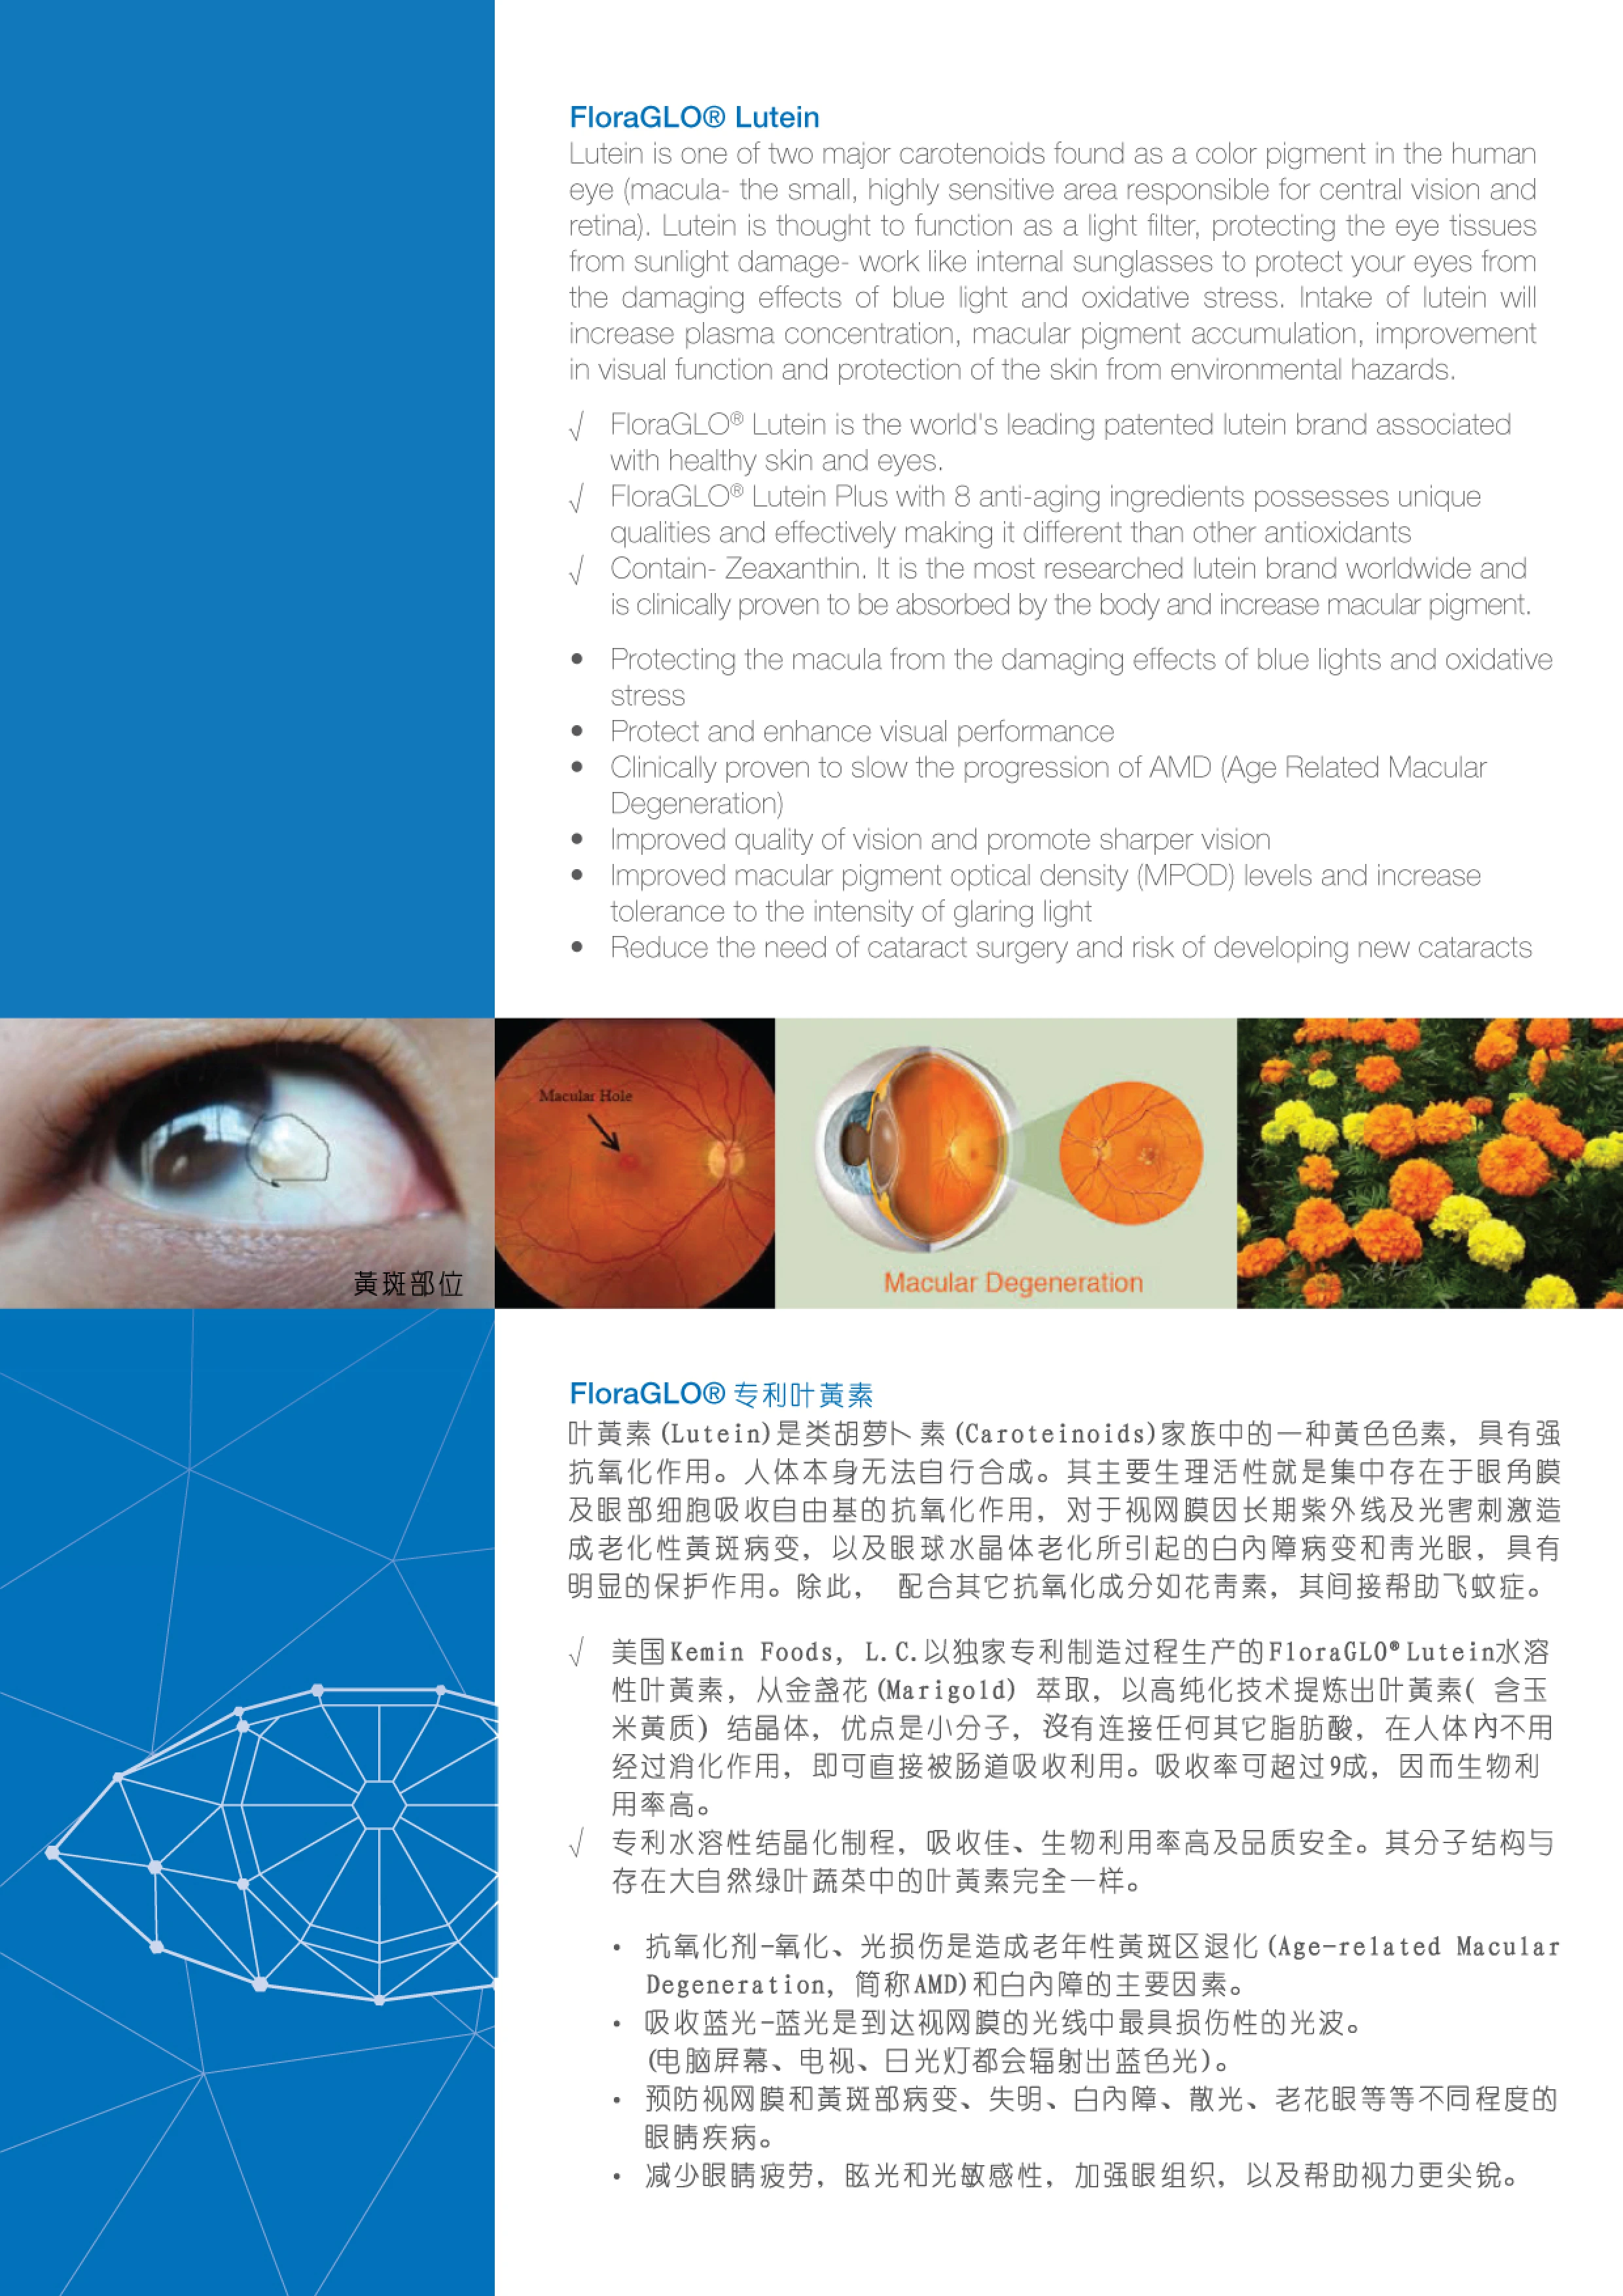 FloraGLO® Lutein
Lutein is one of two major carotenoids found as a color pigment in the human
eye (macula- the small, highly sensitive area responsible for central vision and
retina). Lutein is thought to function as a light filter, protecting the eye tissues
from sunlight damage- work like internal sunglasses to protect your eyes from
the damaging effects of blue light and oxidative stress. Intake of lutein will
increase plasma concentration, macular pigment accumulation, improvement
in visual function and protection of the skin from environmental hazards.
√ FloraGLO® Lutein is the world's leading patented lutein brand associated
with healthy skin and eyes.
√ FloraGLO® Lutein Plus with 8 anti-aging ingredients possesses unique
qualities and effectively making it different than other antioxidants
√ Contain- Zeaxanthin. It is the most researched lutein brand worldwide and
is clinically proven to be absorbed by the body and increase macular pigment.
• Protecting the macula from the damaging effects of blue lights and oxidative
stress
• Protect and enhance visual performance
• Clinically proven to slow the progression of AMD (Age Related Macular
Degeneration)
• Improved quality of vision and promote sharper vision
• Improved macular pigment optical density (MPOD) levels and increase
tolerance to the intensity of glaring light
• Reduce the need of cataract surgery and risk of developing new cataracts
黃斑部位
Macular Hole
Macular Degeneration
FloraGLO® 专利叶黃素
叶黃素(Lutein)是类胡萝卜素(Caroteinoids)家族中的一种黃色色素，具有强
抗氧化作用。人体本身无法自行合成。其主要生理活性就是集中存在于眼角膜
及眼部细胞吸收自由基的抗氧化作用，对于视网膜因长期紫外线及光害刺激造
成老化性黃斑病变，以及眼球水晶体老化所引起的白內障病变和靑光眼，具有
明显的保护作用。除此， 配合其它抗氧化成分如花靑素，其间接帮助飞蚊症。
√ 美国Kemin Foods, L.C.以独家专利制造过程生产的FloraGLO®Lutein水溶
性叶黃素，从金盏花(Marigold) 萃取，以高纯化技术提炼出叶黃素( 含玉
米黃质) 结晶体，优点是小分子，沒有连接任何其它脂肪酸，在人体內不用
经过消化作用，即可直接被肠道吸收利用。吸收率可超过9成，因而生物利
用率高。
√ 专利水溶性结晶化制程，吸收佳、生物利用率高及品质安全。其分子结构与
存在大自然绿叶蔬菜中的叶黃素完全一样。
• 抗氧化剂-氧化、光损伤是造成老年性黃斑区退化(Age-related Macular
Degeneration, 简称AMD)和白內障的主要因素。
• 吸收蓝光-蓝光是到达视网膜的光线中最具损伤性的光波。
(电脑屏幕、电视、日光灯都会辐射出蓝色光)。
• 预防视网膜和黃斑部病变、失明、白內障、散光、老花眼等等不同程度的
眼睛疾病。
• 减少眼睛疲劳，眩光和光敏感性，加强眼组织，以及帮助视力更尖锐。